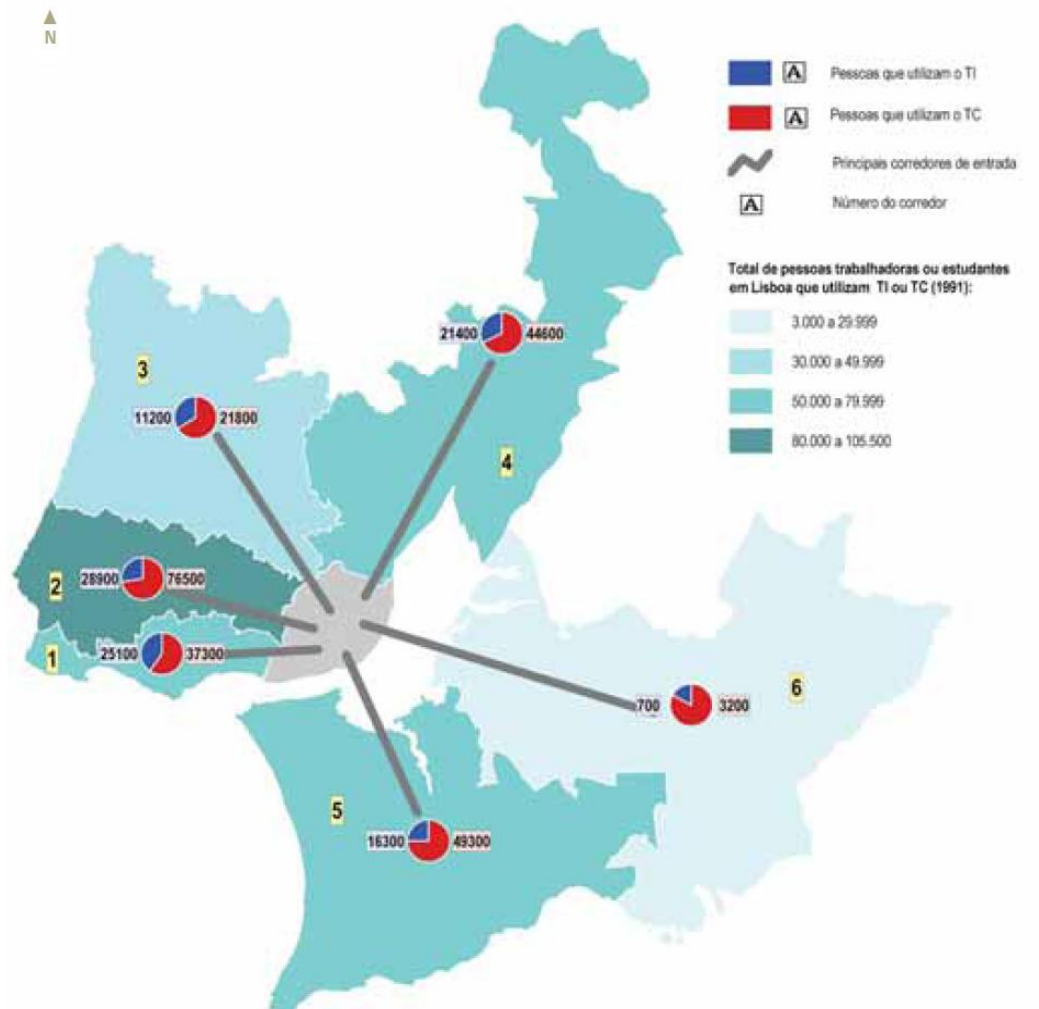 N
A Pessoas que utilizam o TI
A Pessoas que utilizam o TC
Principais corredores de entrada
A Número do corredor
Total de pessoas trabalhadoras ou estudantes
em Lisboa que utilizam TI ou TC (1991):
3.000 a 29.999
30.000 a 49.999
50.000 a 79.999
80.000 a 105.500
21400 44600
3
11200 21800
4
2
28900 76500
1
25100 37300
6
700 3200
5
16300 49300